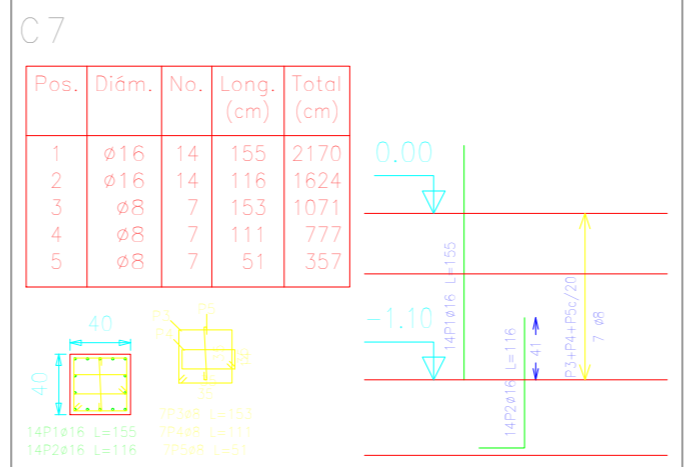 C7
Pos. Diám. No. Long. (cm) Total (cm)
1 ø16 14 155 2170
2 ø16 14 116 1624
3 ø8 7 153 1071
4 ø8 7 111 777
5 ø8 7 51 357
40
40
14P1ø16 L=155
14P2ø16 L=116
P3
P5
P4
35
7P3ø8 L=153
7P4ø8 L=111
7P5ø8 L=51
0.00
-1.10
14P1ø16 L=155
14P2ø16 L=116
41
P3+P4+P5c/20
7 ø8